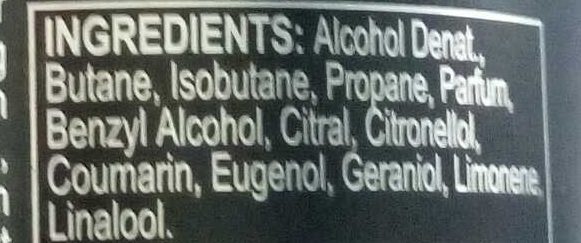 INGREDIENTS: Alcohol Denat.,
Butane, Isobutane, Propane, Parfum,
Benzyl Alcohol, Citral, Citronellol,
Coumarin, Eugenol, Geraniol, Limonene,
Linalool.